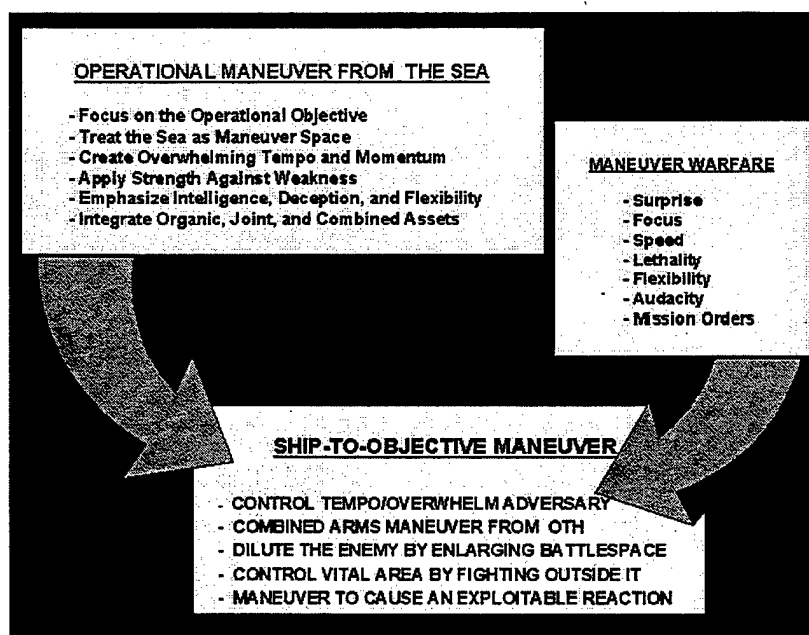 OPERATIONAL MANEUVER FROM THE SEA
- Focus on the Operational Objective
- Treat the Sea as Maneuver Space
- Create Overwhelming Tempo and Momentum
- Apply Strength Against Weakness
- Emphasize Intelligence, Deception, and Flexibility
- Integrate Organic, Joint, and Combined Assets
MANEUVER WARFARE
- Surprise
- Focus
- Speed
- Lethality
- Flexibility
- Audacity
- Mission Orders
SHIP-TO-OBJECTIVE MANEUVER
- CONTROL TEMPO/OVERWHELM ADVERSARY
- COMBINED ARMS MANEUVER FROM OTH
- DILUTE THE ENEMY BY ENLARGING BATTLESPACE
- CONTROL VITAL AREA BY FIGHTING OUTSIDE IT
- MANEUVER TO CAUSE AN EXPLOITABLE REACTION